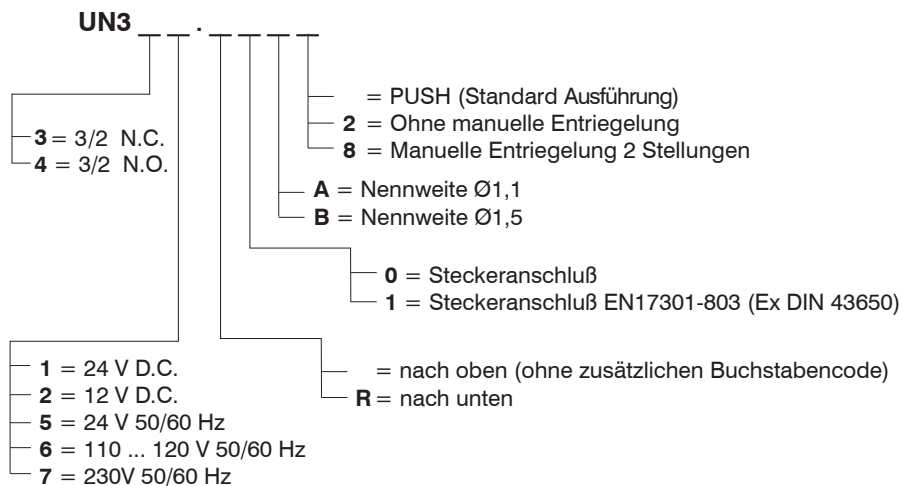 UN3 _ _ . _ _ _ _
= PUSH (Standard Ausführung)
2 = Ohne manuelle Entriegelung
8 = Manuelle Entriegelung 2 Stellungen
3 = 3/2 N.C.
4 = 3/2 N.O.
A = Nennweite Ø1,1
B = Nennweite Ø1,5
0 = Steckeranschluß
1 = Steckeranschluß EN17301-803 (Ex DIN 43650)
= nach oben (ohne zusätzlichen Buchstabencode)
R = nach unten
1 = 24 V D.C.
2 = 12 V D.C.
5 = 24 V 50/60 Hz
6 = 110 ... 120 V 50/60 Hz
7 = 230V 50/60 Hz